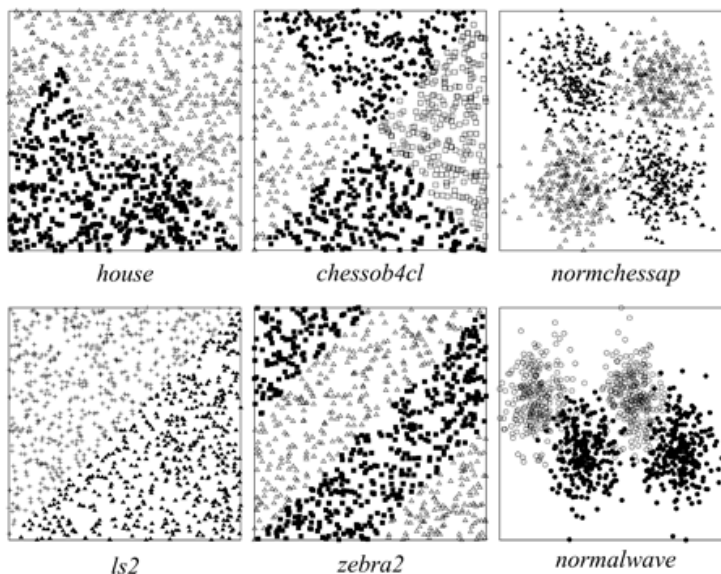 house
chessob4cl
normchessap
ls2
zebra2
normalwave